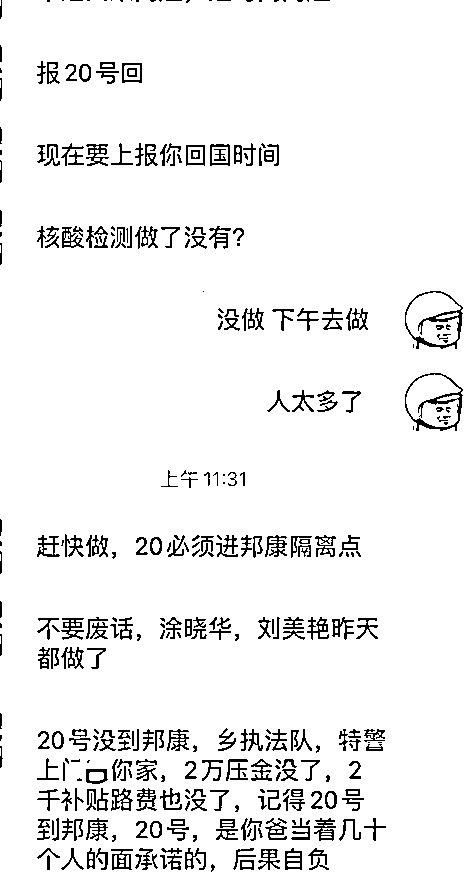 报20号回
现在要上报你回国时间
核酸检测做了没有？
没做 下午去做
人太多了
上午 11:31
赶快做，20必须进邦康隔离点
不要废话，涂晓华，刘美艳昨天
都做了
20号没到邦康，乡执法队，特警
上门 你家，2万压金没了，2
千补贴路费也没了，记得20号
到邦康，20号，是你爸当着几十
个人的面承诺的，后果自负